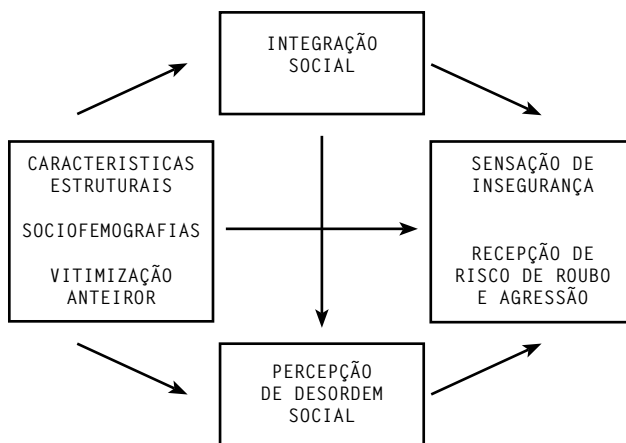 INTEGRAÇÃO
SOCIAL
CARACTERISTICAS
ESTRUTURAIS
SOCIOFEMOGRAFIAS
VITIMIZAÇÃO
ANTEIROR
SENSAÇÃO DE
INSEGURANÇA
RECEPÇÃO DE
RISCO DE ROUBO
E AGRESSÃO
PERCEPÇÃO
DE DESORDEM
SOCIAL